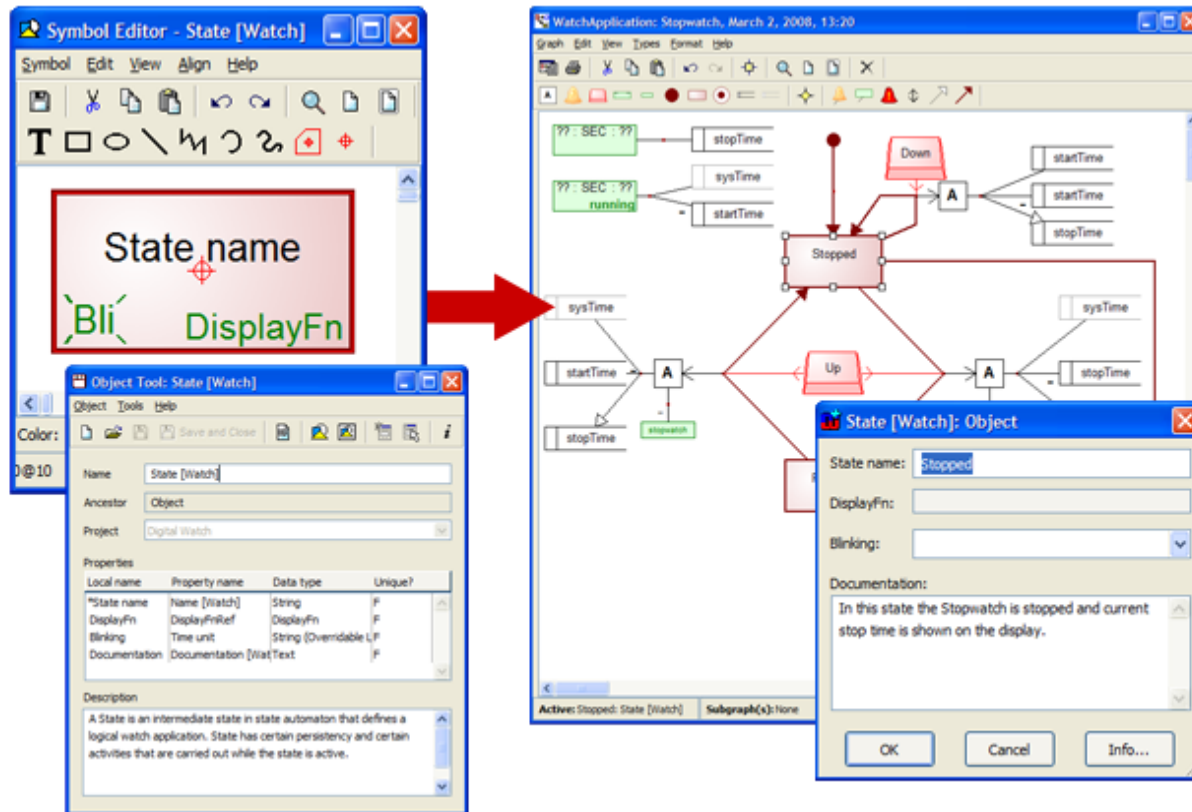 Symbol Editor - State [Watch]
Symbol Edit View Align Help
T
State name
Bli
DisplayFn
Color:
0@10
Object Tool: State [Watch]
Object Tools Help
Save and Close
i
Name State [Watch]
Ancestor Object
Project Digital Watch
Properties
Local name Property name Data type Unique?
*State name Name [Watch] String F
DisplayFn DisplayFnRef DisplayFn F
Blinking Time unit String (Overridable L F
Documentation Documentation [Wat Text F
Description
A State is an intermediate state in state automaton that defines a
logical watch application. State has certain persistency and certain
activities that are carried out while the state is active.
WatchApplication: Stopwatch, March 2, 2008, 13:20
Graph Edit View Types Format Help
A
?? : SEC : ??
stopTime
Down
startTime
sysTime
?? : SEC : ??
running
startTime
A
startTime
stopTime
Stopped
sysTime
sysTime
startTime
A
Up
A
stopTime
stopTime
stopwatch
State [Watch]: Object
State name: Stopped
DisplayFn:
Blinking:
Documentation:
In this state the Stopwatch is stopped and current
stop time is shown on the display.
OK Cancel Info...
Active: Stopped: State [Watch] Subgraph(s): None